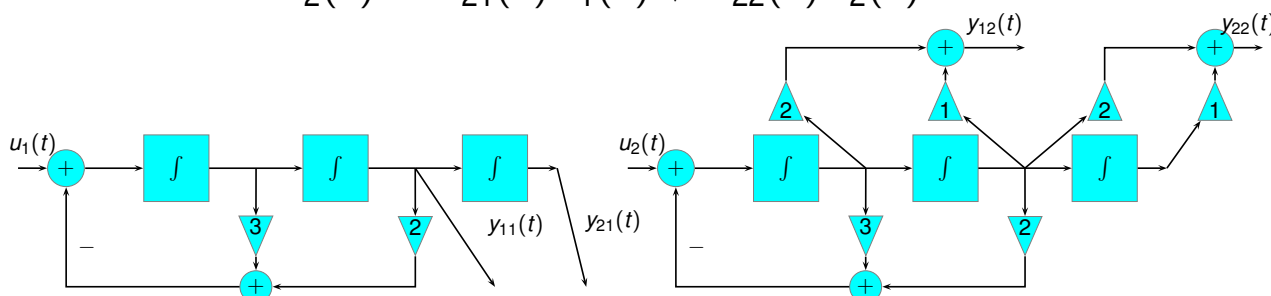 y₁₂(t) y₂₂(t)
+ +
2 1 2 1
u₁(t) u₂(t)
+ ∫ ∫ ∫ + ∫ ∫ ∫
3 2 y₁₁(t) y₂₁(t) 3 2
− −
+ +